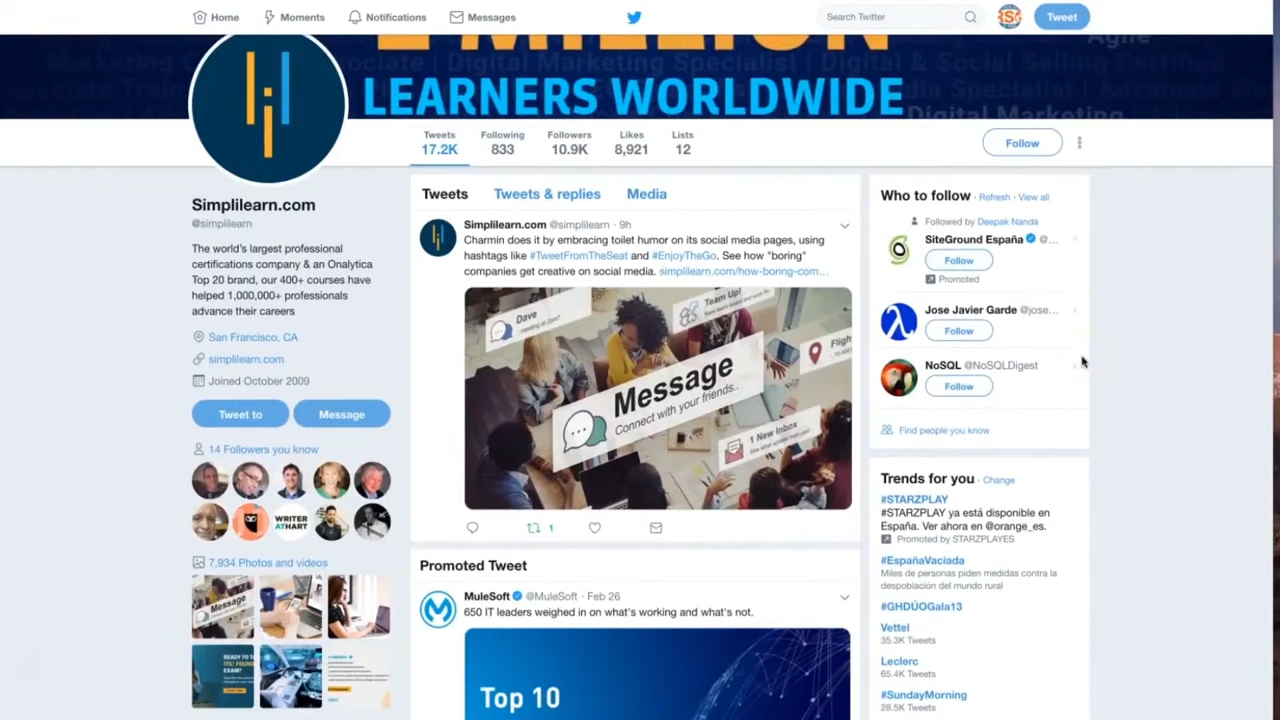 Home
Moments
Notifications
Messages
Search Twitter
Tweet
MILLION
LEARNERS WORLDWIDE
Agile
Digital Marketing
Tweets
17.2K
Following
833
Followers
10.9K
Likes
8,921
Lists
12
Follow
Simplilearn.com
@simplilearn
The world's largest professional
certifications company & an Onalytica
Top 20 brand, our 400+ courses have
helped 1,000,000+ professionals
advance their careers
San Francisco, CA
simplilearn.com
Joined October 2009
Tweet to
Message
14 Followers you know
WRITER
ATHART
7,934 Photos and videos
Message
Tweets
Tweets & replies
Media
Simplilearn.com @simplilearn · 9h
Charmin does it by embracing toilet humor on its social media pages, using
hashtags like #TweetFromTheSeat and #EnjoyTheGo. See how "boring"
companies get creative on social media. simplilearn.com/how-boring-com…
Dave
Team Up!
Message
Connect with your friends..
1 New Inbox
1
Promoted Tweet
MuleSoft @MuleSoft · Feb 26
650 IT leaders weighed in on what's working and what's not.
Top 10
Who to follow · Refresh · View all
Followed by Deepak Nanda
SiteGround España @…
Follow
Promoted
Jose Javier Garde @jose…
Follow
NoSQL @NoSQLDigest
Follow
Find people you know
Trends for you · Change
#STARZPLAY
#STARZPLAY ya está disponible en
España. Ver ahora en @orange_es.
Promoted by STARZPLAYES
#EspañaVaciada
Miles de personas piden medidas contra la
despoblación del mundo rural
#GHDÚOGala13
Vettel
35.3K Tweets
Leclerc
65.4K Tweets
#SundayMorning
28.5K Tweets